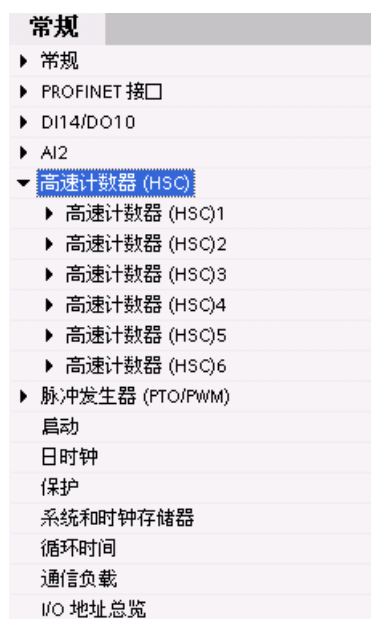 常规
常规
PROFINET 接口
DI14/DO10
AI2
高速计数器 (HSC)
高速计数器 (HSC)1
高速计数器 (HSC)2
高速计数器 (HSC)3
高速计数器 (HSC)4
高速计数器 (HSC)5
高速计数器 (HSC)6
脉冲发生器 (PTO/PWM)
启动
日时钟
保护
系统和时钟存储器
循环时间
通信负载
I/O 地址总览